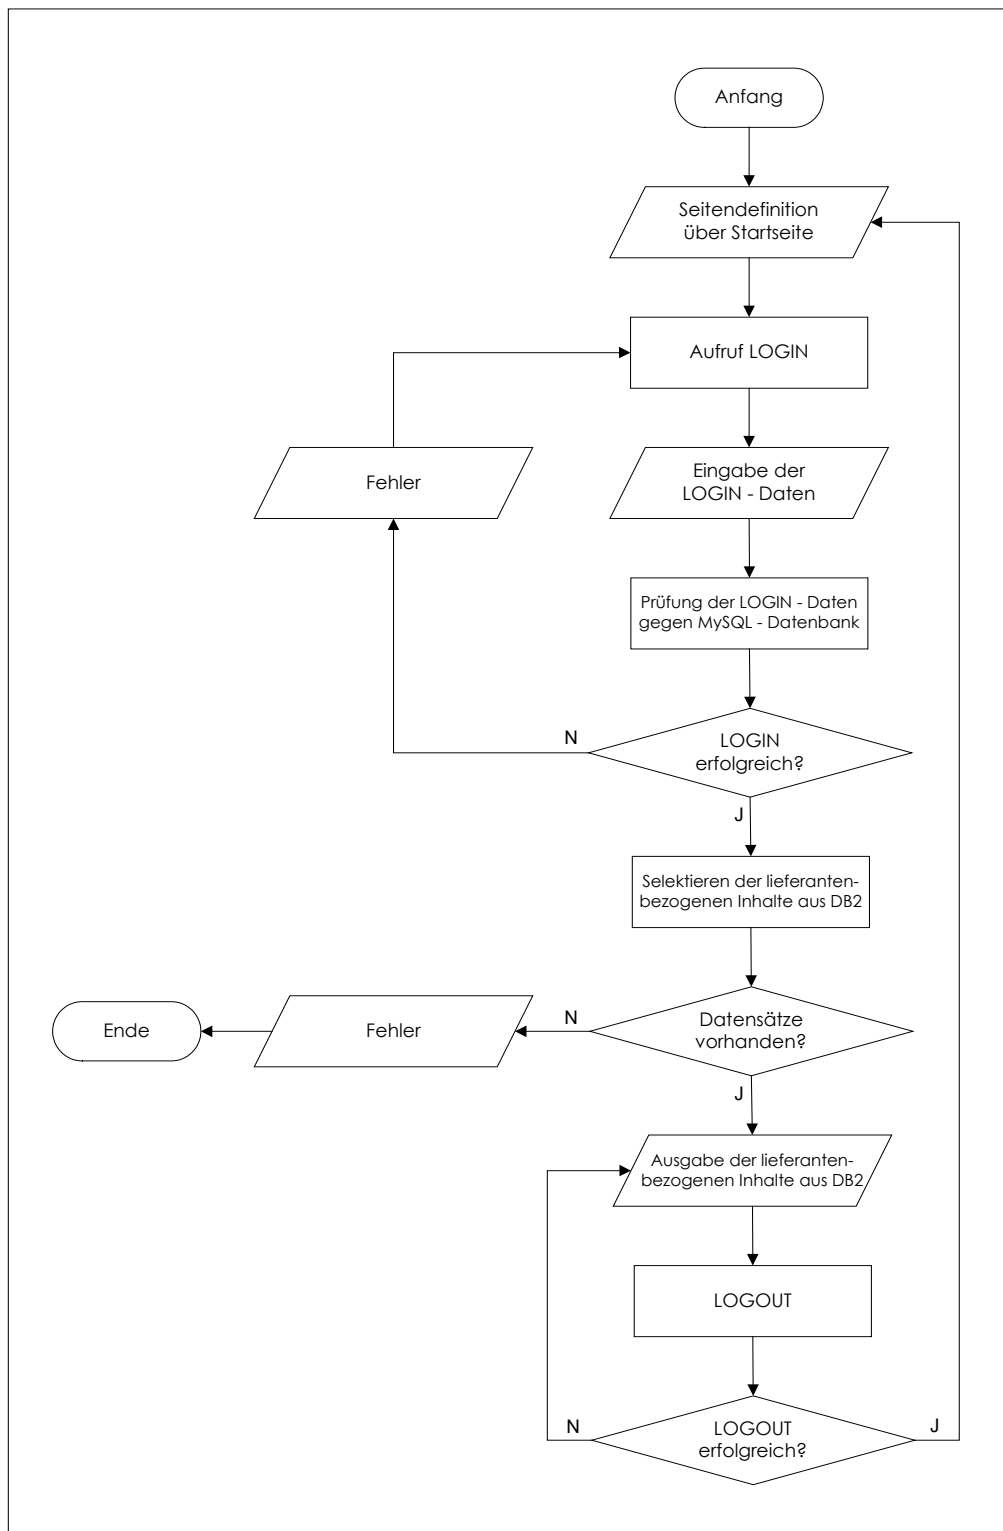 Anfang
Seitendefinition
über Startseite
Aufruf LOGIN
Fehler
Eingabe der
LOGIN - Daten
Prüfung der LOGIN - Daten
gegen MySQL - Datenbank
N
LOGIN
erfolgreich?
J
Selektieren der lieferanten-
bezogenen Inhalte aus DB2
Ende
Fehler
N
Datensätze
vorhanden?
J
Ausgabe der lieferanten-
bezogenen Inhalte aus DB2
LOGOUT
N
LOGOUT
erfolgreich?
J